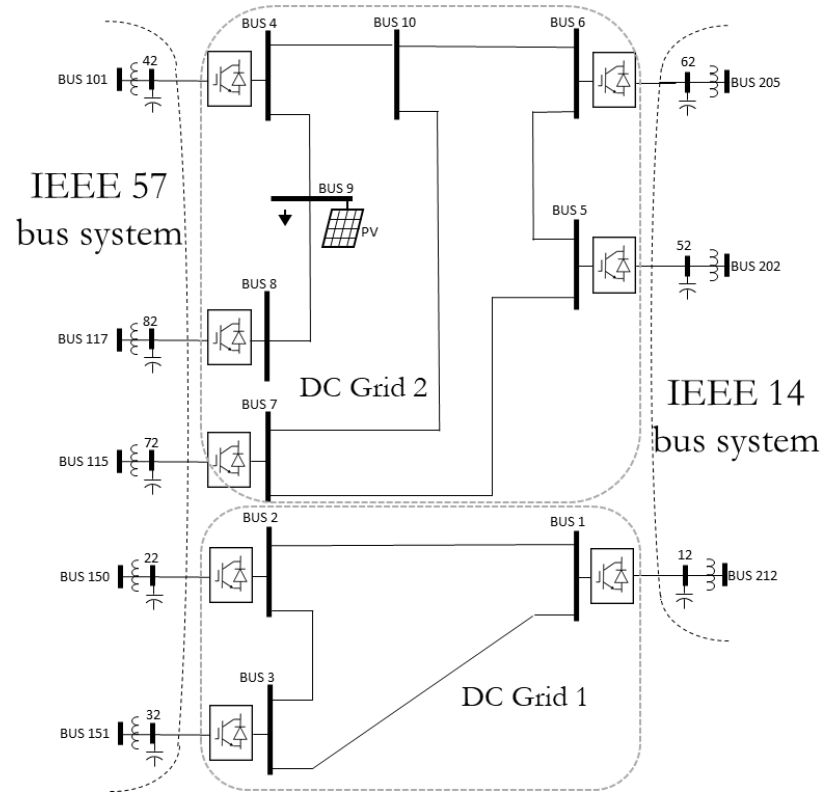 BUS 4
BUS 10
BUS 6
42
62
BUS 101
BUS 205
IEEE 57
bus system
BUS 9
PV
BUS 5
52
BUS 202
BUS 8
82
BUS 117
DC Grid 2
IEEE 14
bus system
BUS 7
72
BUS 115
BUS 2
BUS 1
22
12
BUS 150
BUS 212
BUS 3
DC Grid 1
32
BUS 151